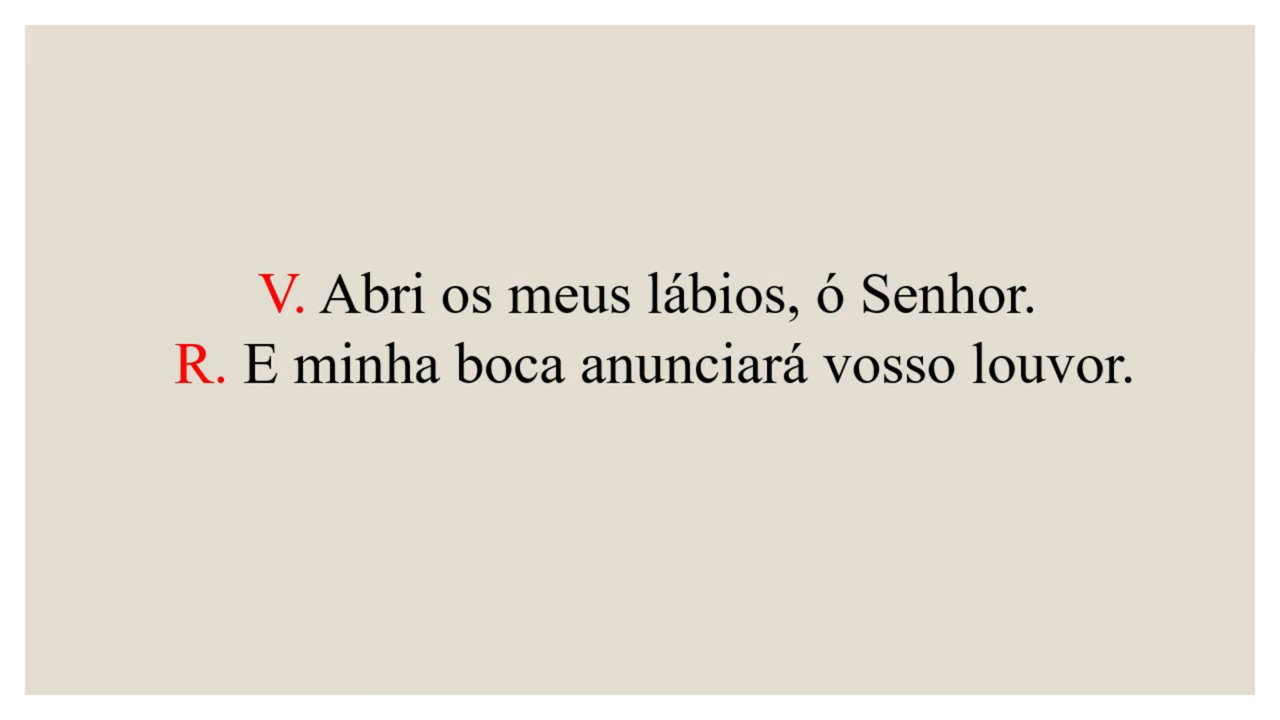 V. Abri os meus lábios, ó Senhor.
R. E minha boca anunciará vosso louvor.